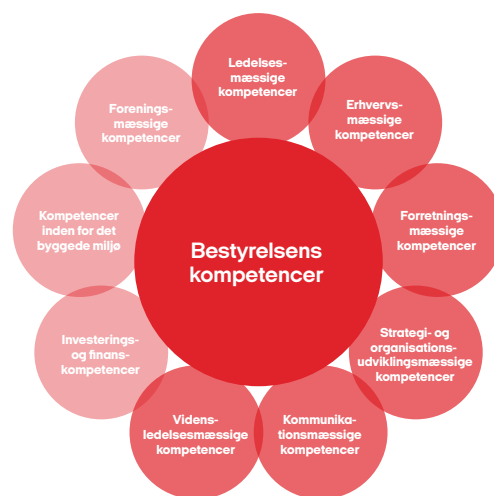 Ledelses-
mæssige
kompetencer
Erhvervs-
mæssige
kompetencer
Forretnings-
mæssige
kompetencer
Strategi- og
organisations-
udviklingsmæssige
kompetencer
Kommunika-
tionsmæssige
kompetencer
Videns-
ledelsesmæssige
kompetencer
Investerings-
og finans-
kompetencer
Kompetencer
inden for det
byggede miljø
Forenings-
mæssige
kompetencer
Bestyrelsens
kompetencer